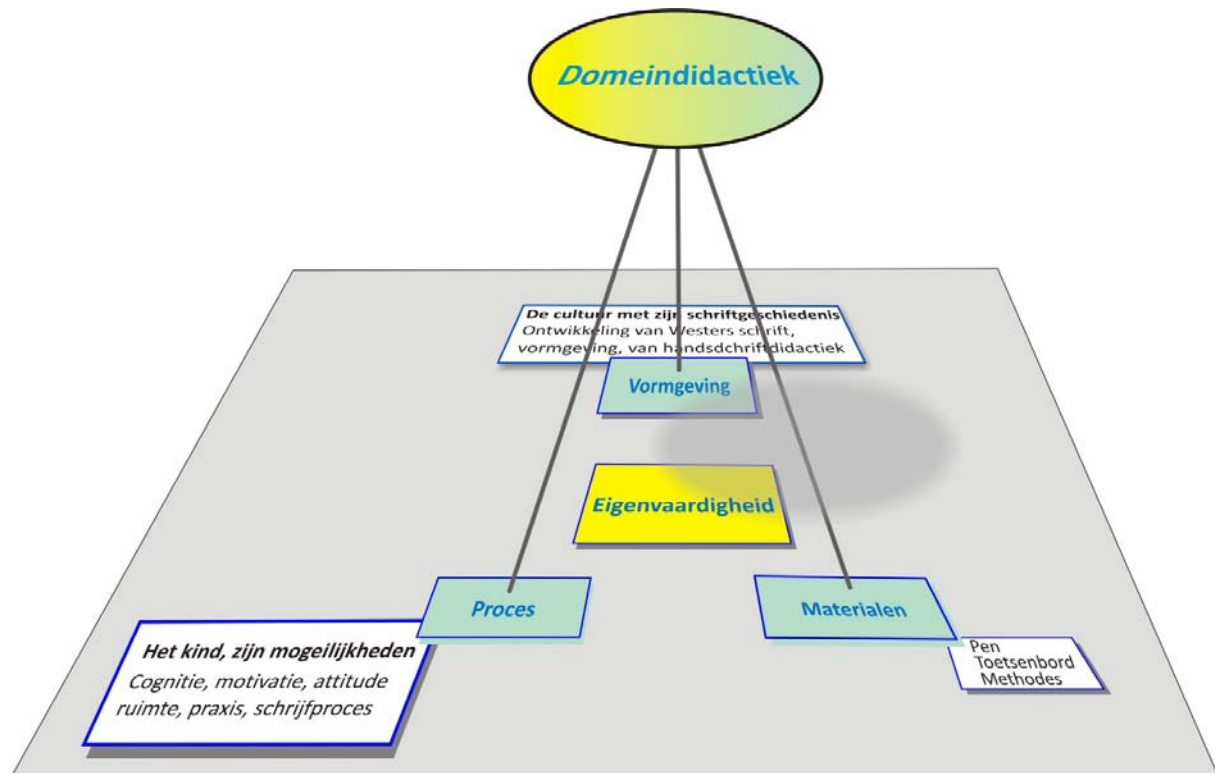 Domeindidactiek
De cultuur met zijn schriftgeschiedenis
Ontwikkeling van Westers schrift,
vormgeving, van handsdchriftdidactiek
Vormgeving
Eigenvaardigheid
Proces
Materialen
Het kind, zijn mogeilijkheden
Cognitie, motivatie, attitude
ruimte, praxis, schrijfproces
Pen
Toetsenbord
Methodes